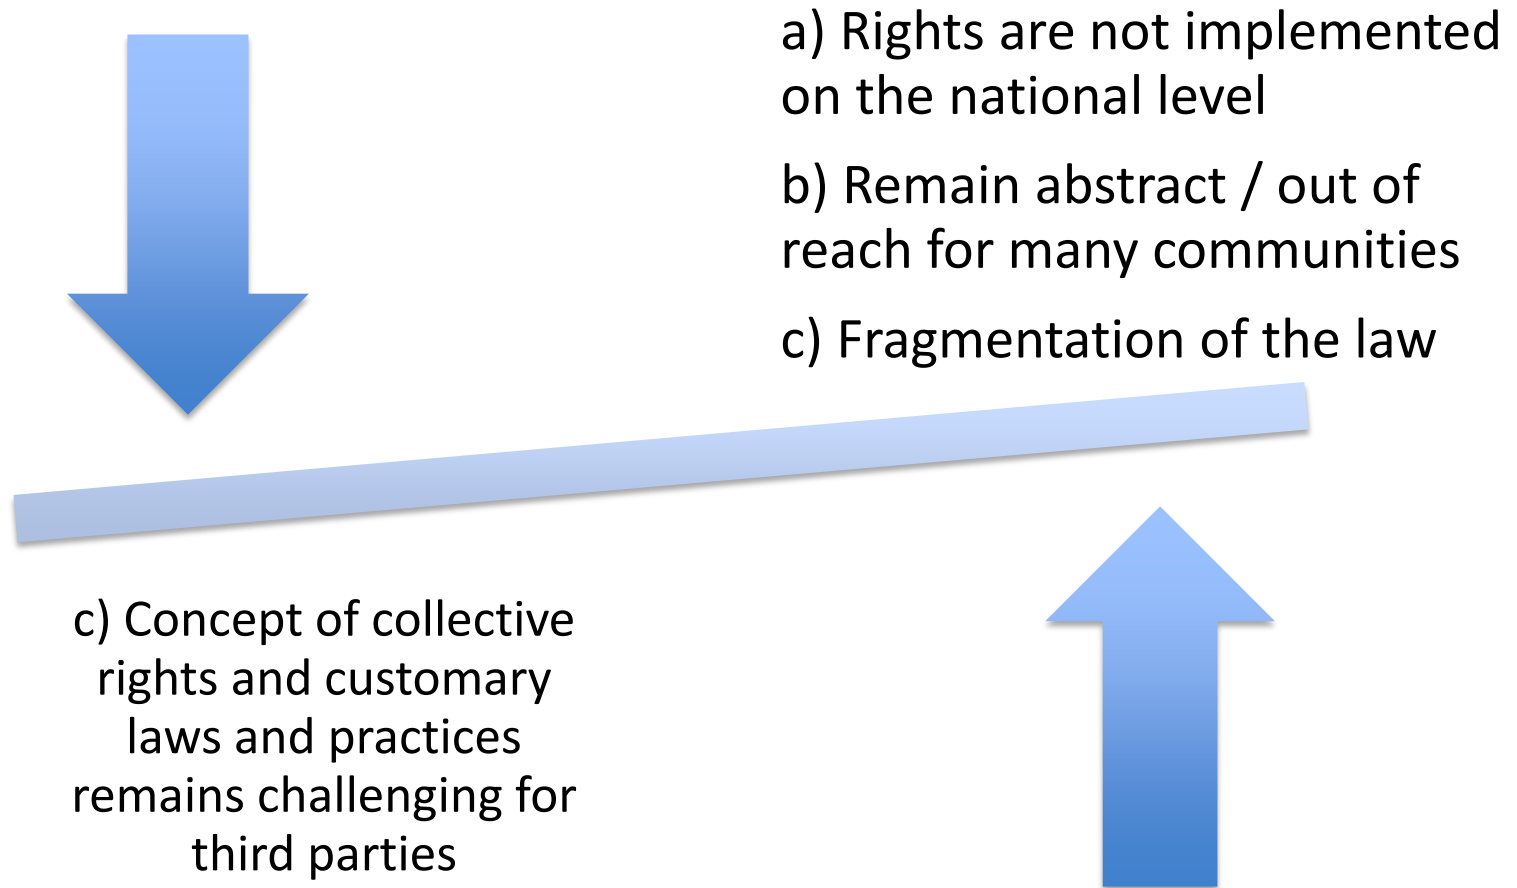 a) Rights are not implemented
on the national level
b) Remain abstract / out of
reach for many communities
c) Fragmentation of the law
c) Concept of collective
rights and customary
laws and practices
remains challenging for
third parties